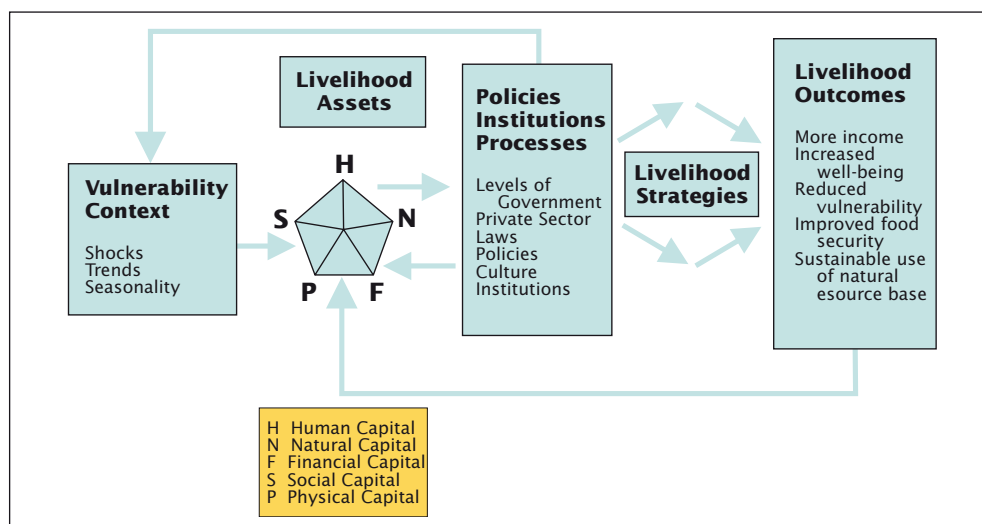 Livelihood
Assets
Vulnerability
Context
Shocks
Trends
Seasonality
H
S
N
P
F
Policies
Institutions
Processes
Levels of
Government
Private Sector
Laws
Policies
Culture
Institutions
Livelihood
Strategies
Livelihood
Outcomes
More income
Increased
well-being
Reduced
vulnerability
Improved food
security
Sustainable use
of natural
esource base
H Human Capital
N Natural Capital
F Financial Capital
S Social Capital
P Physical Capital